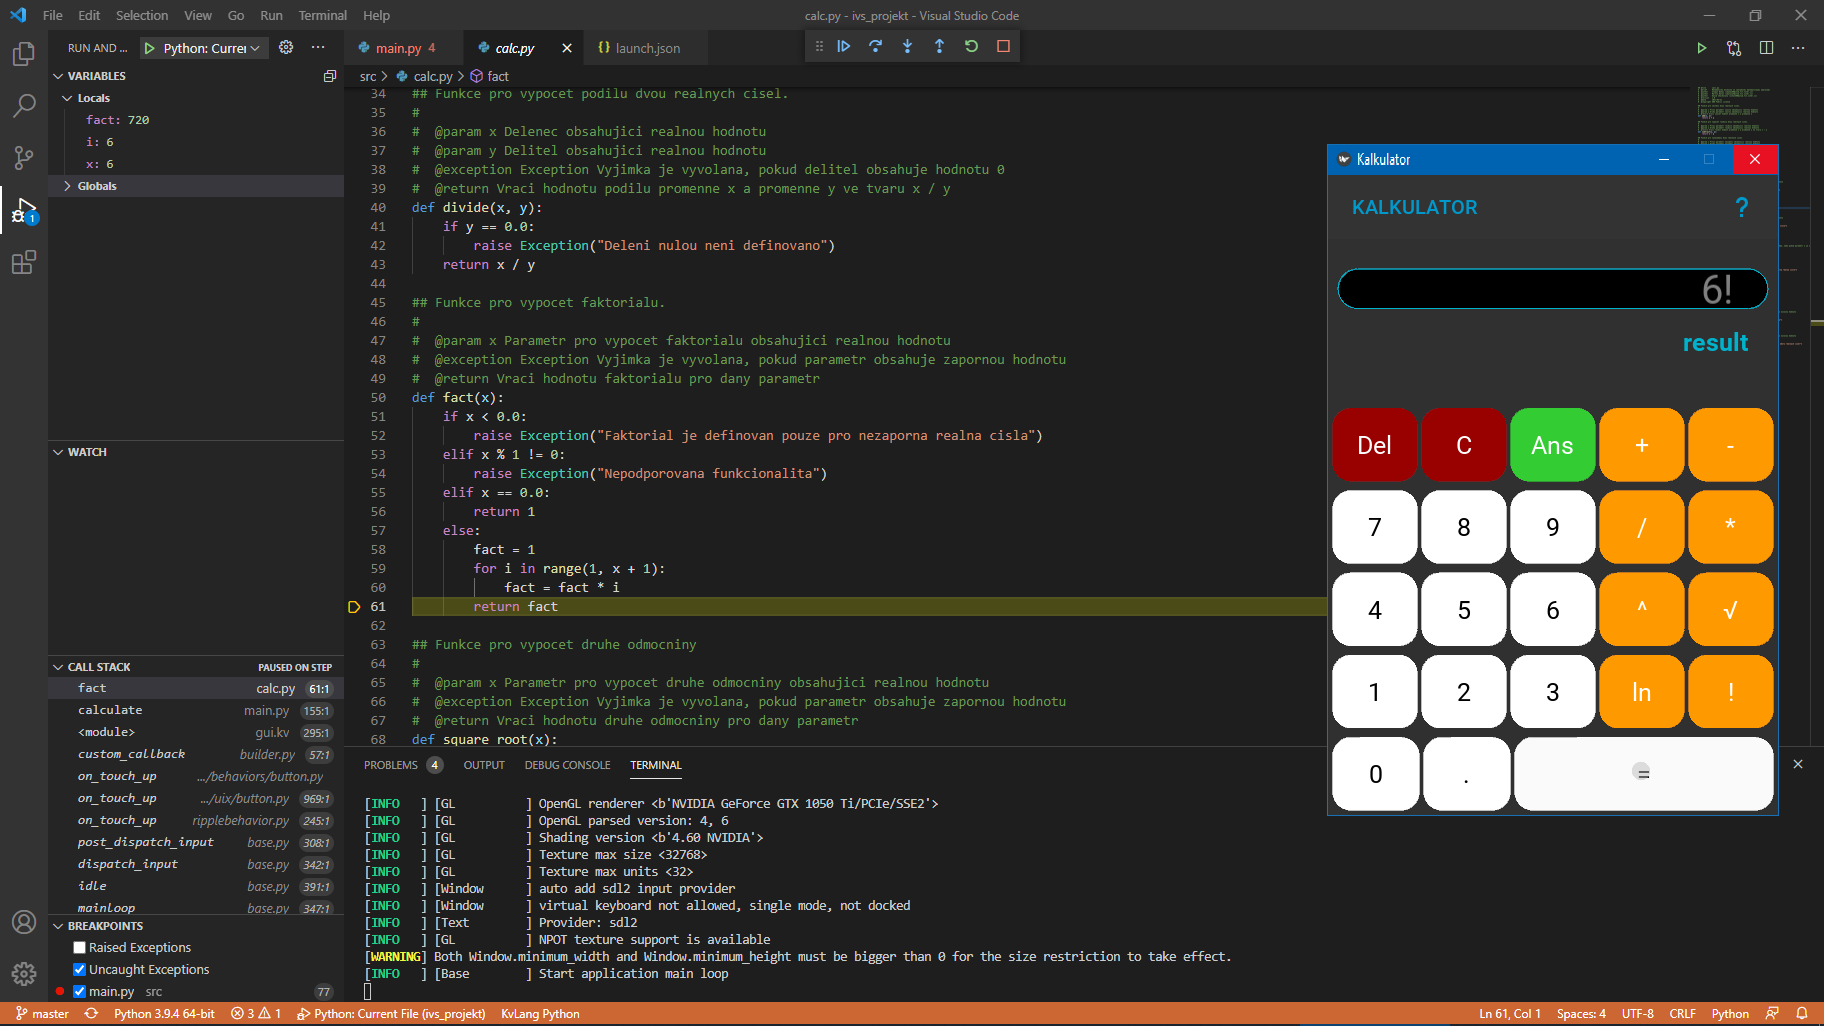 File Edit Selection View Go Run Terminal Help
calc.py - ivs_projekt - Visual Studio Code
RUN AND ...
Python: Currer
main.py 4
calc.py
launch.json
VARIABLES
Locals
fact: 720
i: 6
x: 6
Globals
WATCH
CALL STACK PAUSED ON STEP
fact calc.py 61:1
calculate main.py 155:1
<module> gui.kv 295:1
custom_callback builder.py 57:1
on_touch_up .../behaviors/button.py
on_touch_up .../uix/button.py 969:1
on_touch_up ripplebehavior.py 245:1
post_dispatch_input base.py 308:1
dispatch_input base.py 342:1
idle base.py 391:1
mainloop base.py 347:1
BREAKPOINTS
Raised Exceptions
Uncaught Exceptions
main.py src 77
1
src > calc.py > fact
34 ## Funkce pro vypocet podilu dvou realnych cisel.
35 #
36 # @param x Delenec obsahujici realnou hodnotu
37 # @param y Delitel obsahujici realnou hodnotu
38 # @exception Exception Vyjimka je vyvolana, pokud delitel obsahuje hodnotu 0
39 # @return Vraci hodnotu podilu promenne x a promenne y ve tvaru x / y
40 def divide(x, y):
41 if y == 0.0:
42 raise Exception("Deleni nulou neni definovano")
43 return x / y
44
45 ## Funkce pro vypocet faktorialu.
46 #
47 # @param x Parametr pro vypocet faktorialu obsahujici realnou hodnotu
48 # @exception Exception Vyjimka je vyvolana, pokud parametr obsahuje zapornou hodnotu
49 # @return Vraci hodnotu faktorialu pro dany parametr
50 def fact(x):
51 if x < 0.0:
52 raise Exception("Faktorial je definovan pouze pro nezaporna realna cisla")
53 elif x % 1 != 0:
54 raise Exception("Nepodporovana funkcionalita")
55 elif x == 0.0:
56 return 1
57 else:
58 fact = 1
59 for i in range(1, x + 1):
60 fact = fact * i
61 return fact
62
63 ## Funkce pro vypocet druhe odmocniny
64 #
65 # @param x Parametr pro vypocet druhe odmocniny obsahujici realnou hodnotu
66 # @exception Exception Vyjimka je vyvolana, pokud parametr obsahuje zapornou hodnotu
67 # @return Vraci hodnotu druhe odmocniny pro dany parametr
68 def square_root(x):
PROBLEMS 4 OUTPUT DEBUG CONSOLE TERMINAL
[INFO ] [GL ] OpenGL renderer <b'NVIDIA GeForce GTX 1050 Ti/PCIe/SSE2'>
[INFO ] [GL ] OpenGL parsed version: 4, 6
[INFO ] [GL ] Shading version <b'4.60 NVIDIA'>
[INFO ] [GL ] Texture max size <32768>
[INFO ] [GL ] Texture max units <32>
[INFO ] [Window ] auto add sdl2 input provider
[INFO ] [Window ] virtual keyboard not allowed, single mode, not docked
[INFO ] [Text ] Provider: sdl2
[INFO ] [GL ] NPOT texture support is available
[WARNING] Both Window.minimum_width and Window.minimum_height must be bigger than 0 for the size restriction to take effect.
[INFO ] [Base ] Start application main loop
Kalkulator
KALKULATOR ?
6!
result
Del C Ans + -
7 8 9 / *
4 5 6 ^ √
1 2 3 ln !
0 . =
master Python 3.9.4 64-bit 3 1 Python: Current File (ivs_projekt) KvLang Python Ln 61, Col 1 Spaces: 4 UTF-8 CRLF Python